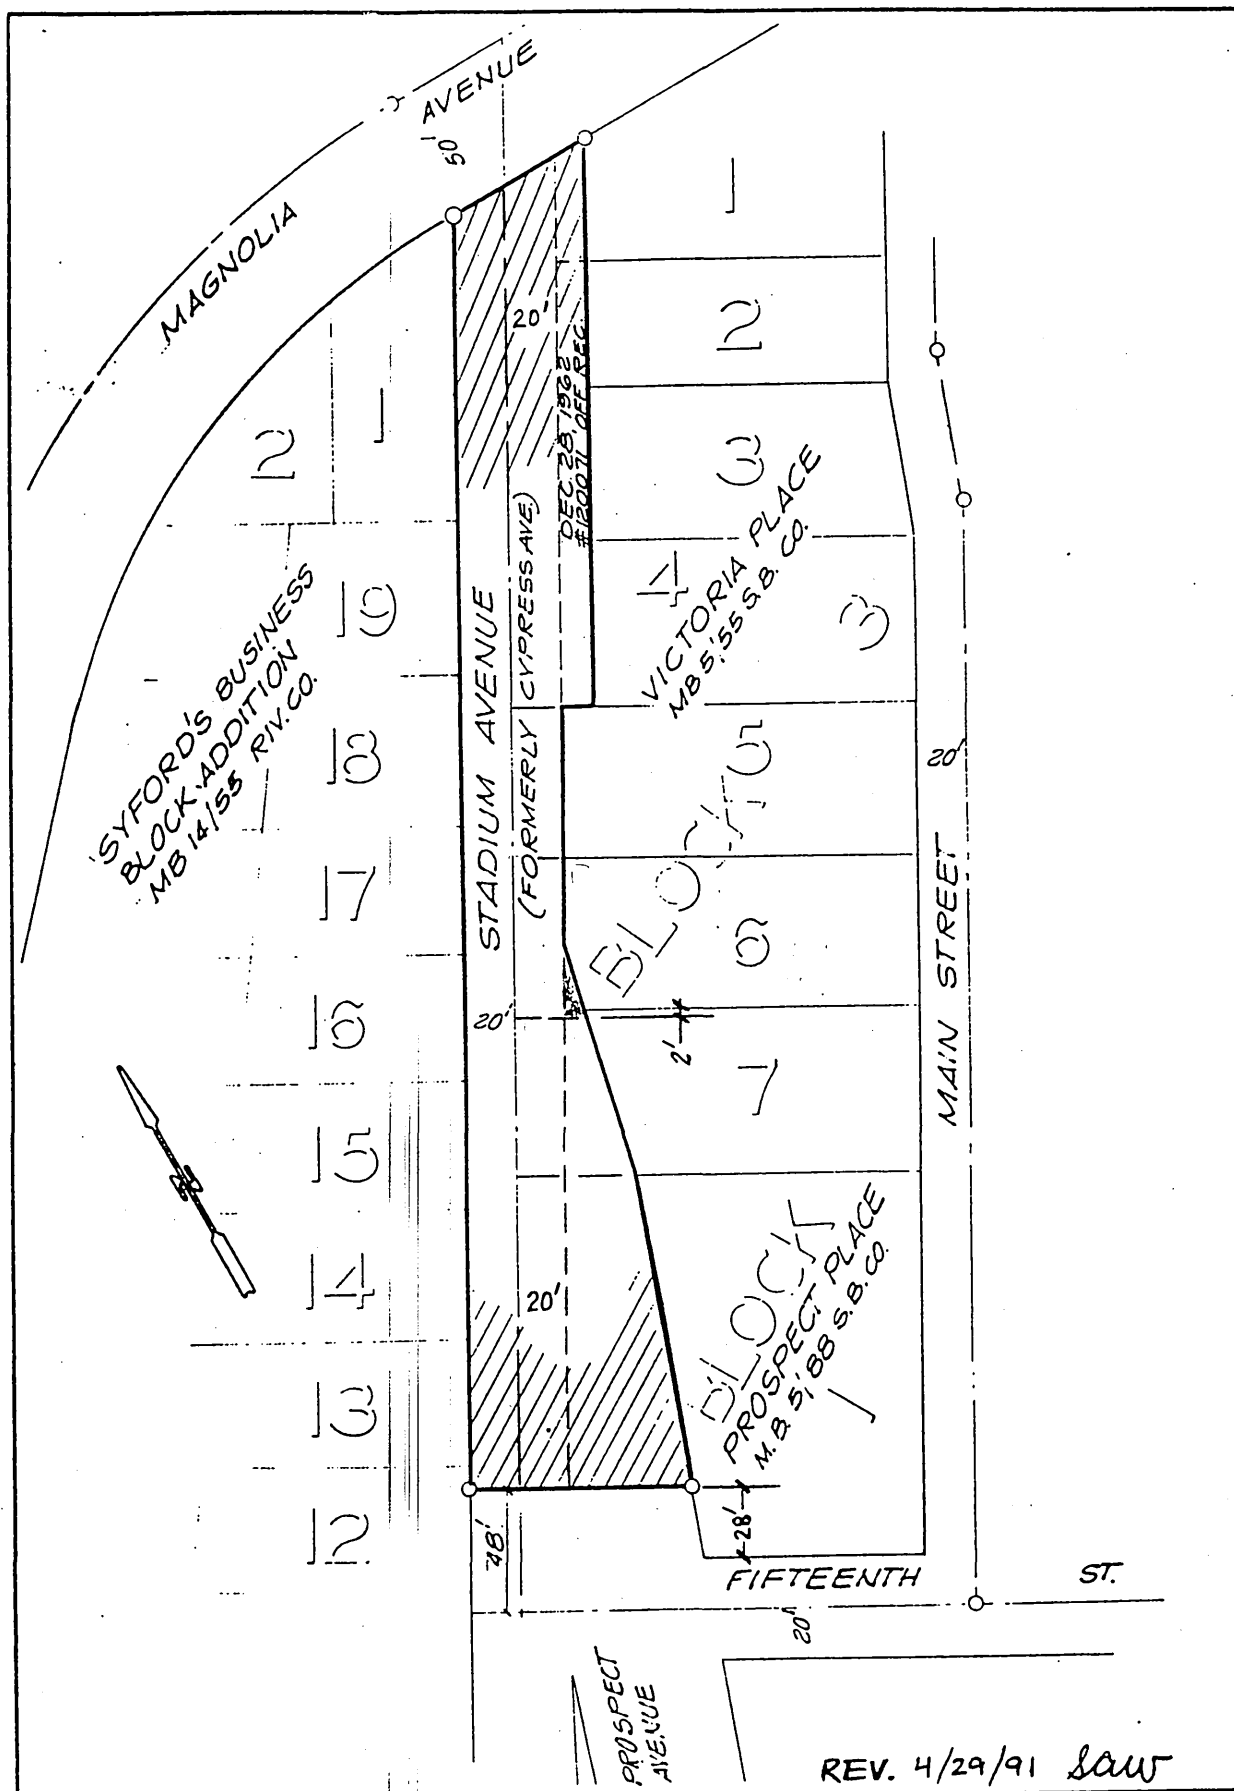 AVENUE
50'
MAGNOLIA
1
2
1
2
20'
DEC. 28, 1962
#120071 OFF. REC.
3
VICTORIA PLACE
MB 5/55 S.B. CO.
4
3
19
SYFORD'S BUSINESS
BLOCK ADDITION
MB 14/55 RIV. CO.
STADIUM AVENUE
(FORMERLY CYPRESS AVE.)
18
5
20'
BLOCK
17
6
MAIN STREET
16
20'
2'
7
15
14
20'
BLOCK
1
PROSPECT PLACE
M.B. 5/88 S.B. CO.
13
12
48'
28'
FIFTEENTH ST.
20'
PROSPECT
AVENUE
N
REV. 4/29/91